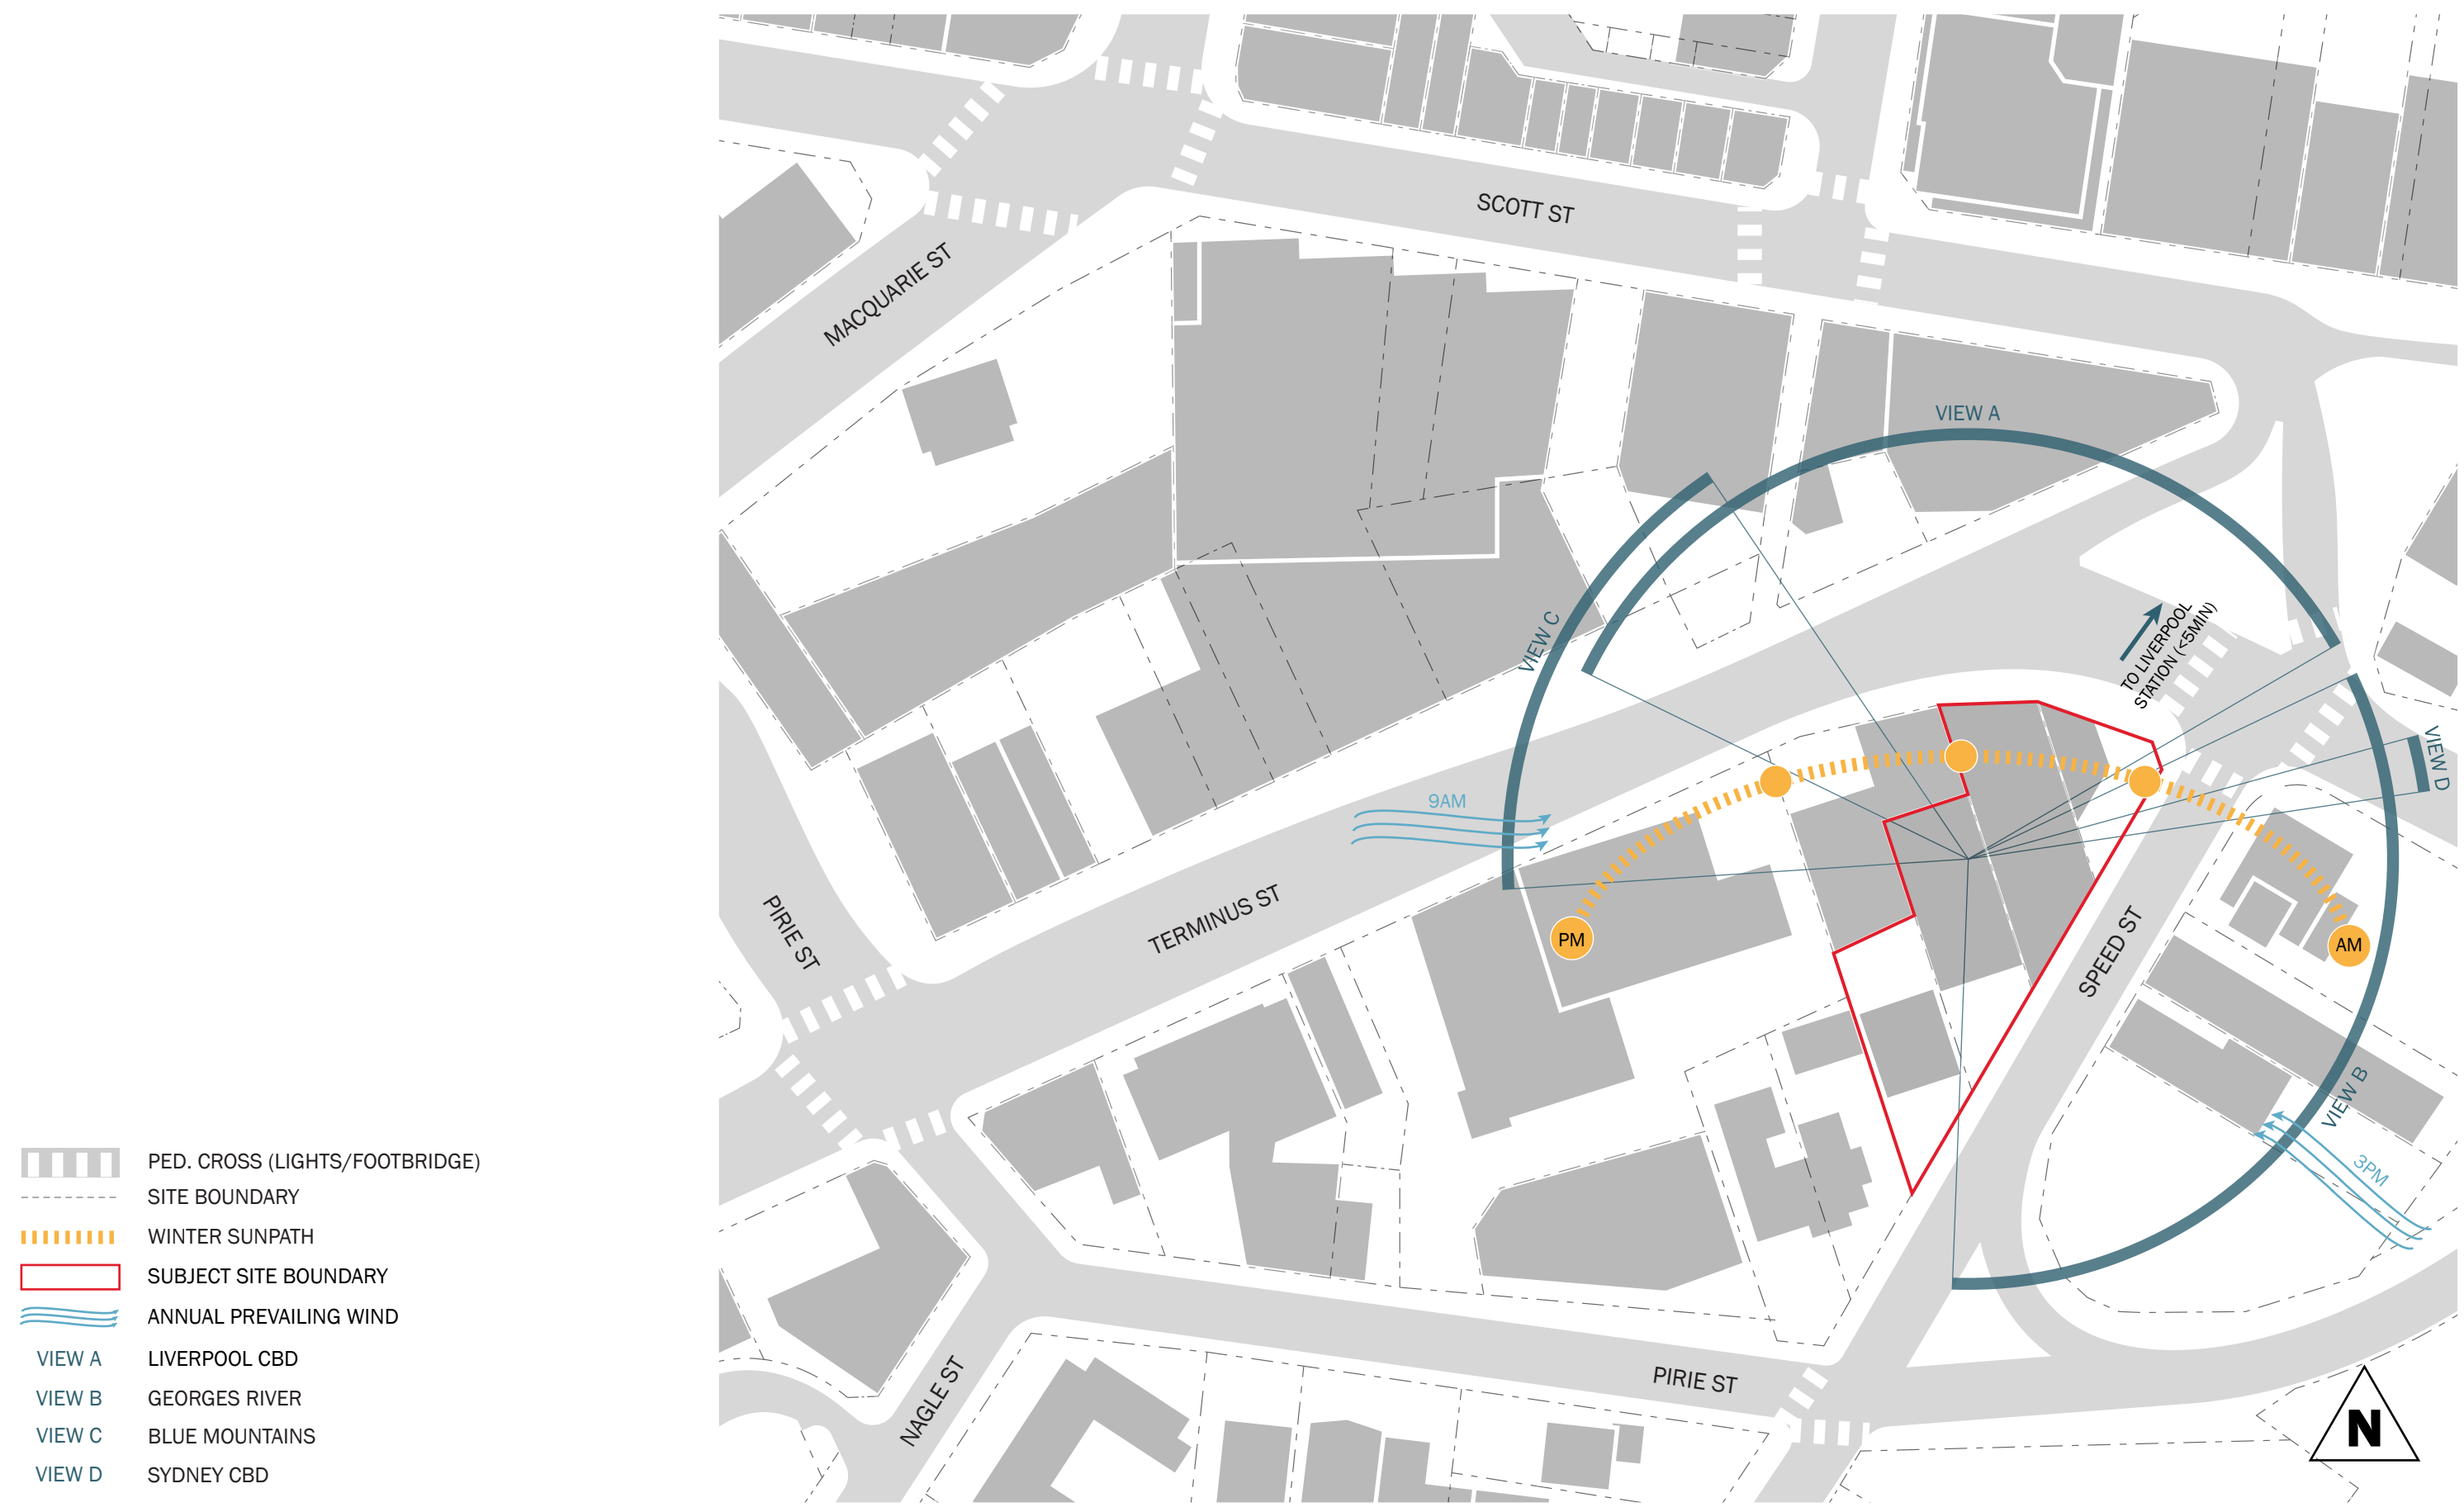 SCOTT ST
MACQUARIE ST
VIEW A
VIEW C
TO LIVERPOOL
STATION (<5MIN)
VIEW D
9AM
PIRIE ST
TERMINUS ST
PM
AM
SPEED ST
VIEW B
3PM
PIRIE ST
NAGLE ST
N
PED. CROSS (LIGHTS/FOOTBRIDGE)
SITE BOUNDARY
WINTER SUNPATH
SUBJECT SITE BOUNDARY
ANNUAL PREVAILING WIND
VIEW A LIVERPOOL CBD
VIEW B GEORGES RIVER
VIEW C BLUE MOUNTAINS
VIEW D SYDNEY CBD